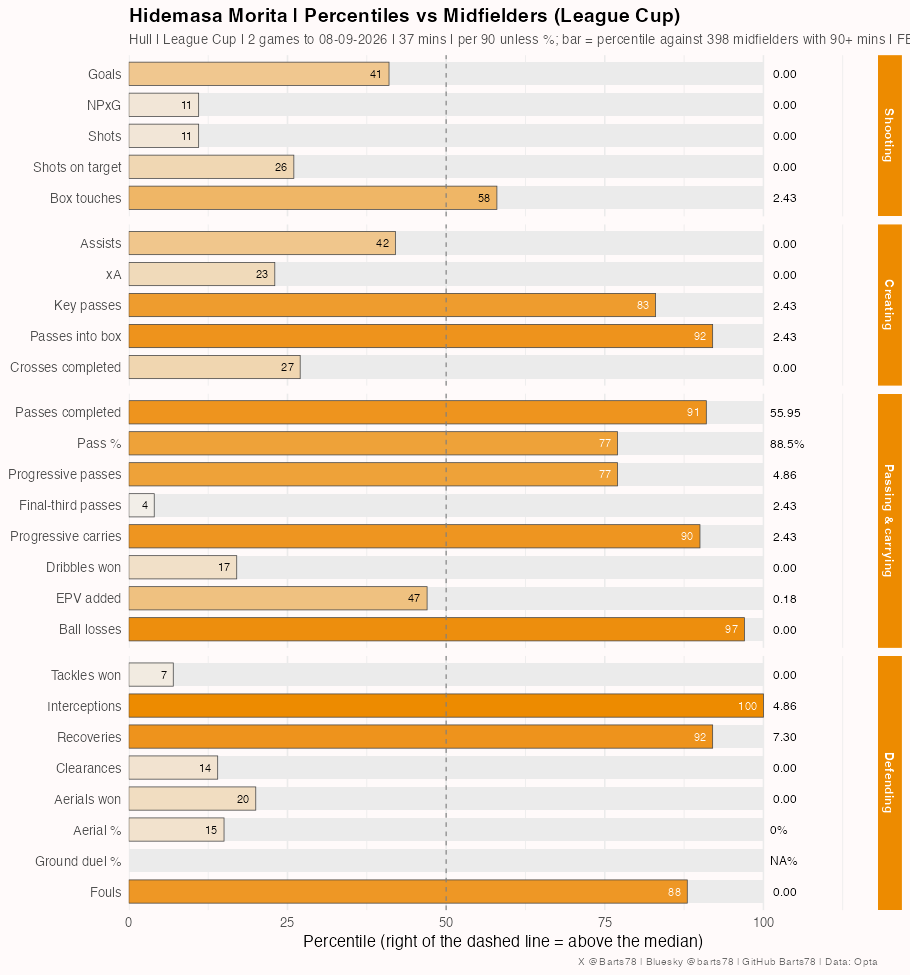 Hidemasa Morita | Percentiles vs Midfielders (League Cup)
Hull | League Cup | 2 games to 08-09-2026 | 37 mins | per 90 unless %; bar = percentile against 398 midfielders with 90+ mins | FE
Goals 41 0.00
NPxG 11 0.00
Shots 11 0.00
Shots on target 26 0.00
Box touches 58 2.43
Shooting
Assists 42 0.00
xA 23 0.00
Key passes 83 2.43
Passes into box 92 2.43
Crosses completed 27 0.00
Creating
Passes completed 91 55.95
Pass % 77 88.5%
Progressive passes 77 4.86
Final-third passes 4 2.43
Progressive carries 90 2.43
Dribbles won 17 0.00
EPV added 47 0.18
Ball losses 97 0.00
Passing & carrying
Tackles won 7 0.00
Interceptions 100 4.86
Recoveries 92 7.30
Clearances 14 0.00
Aerials won 20 0.00
Aerial % 15 0%
Ground duel % NA%
Fouls 88 0.00
Defending
0 25 50 75 100
Percentile (right of the dashed line = above the median)
X @Barts78 | Bluesky @barts78 | GitHub Barts78 | Data: Opta